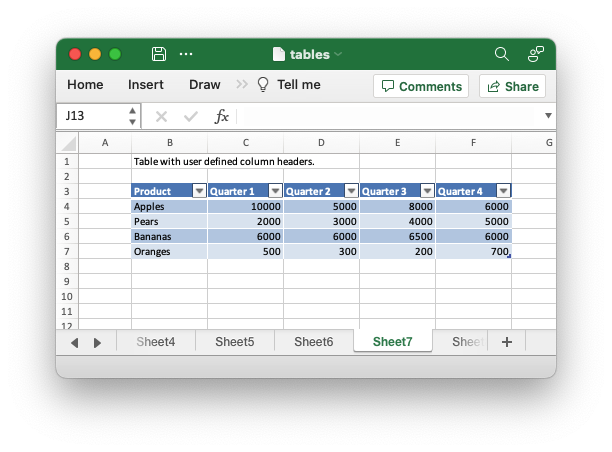 tables
Home Insert Draw Tell me Comments Share
J13 fx
A B C D E F G
1 Table with user defined column headers.
2
3 Product Quarter 1 Quarter 2 Quarter 3 Quarter 4
4 Apples 10000 5000 8000 6000
5 Pears 2000 3000 4000 5000
6 Bananas 6000 6000 6500 6000
7 Oranges 500 300 200 700
8
9
10
11
12
Sheet4 Sheet5 Sheet6 Sheet7 Shee